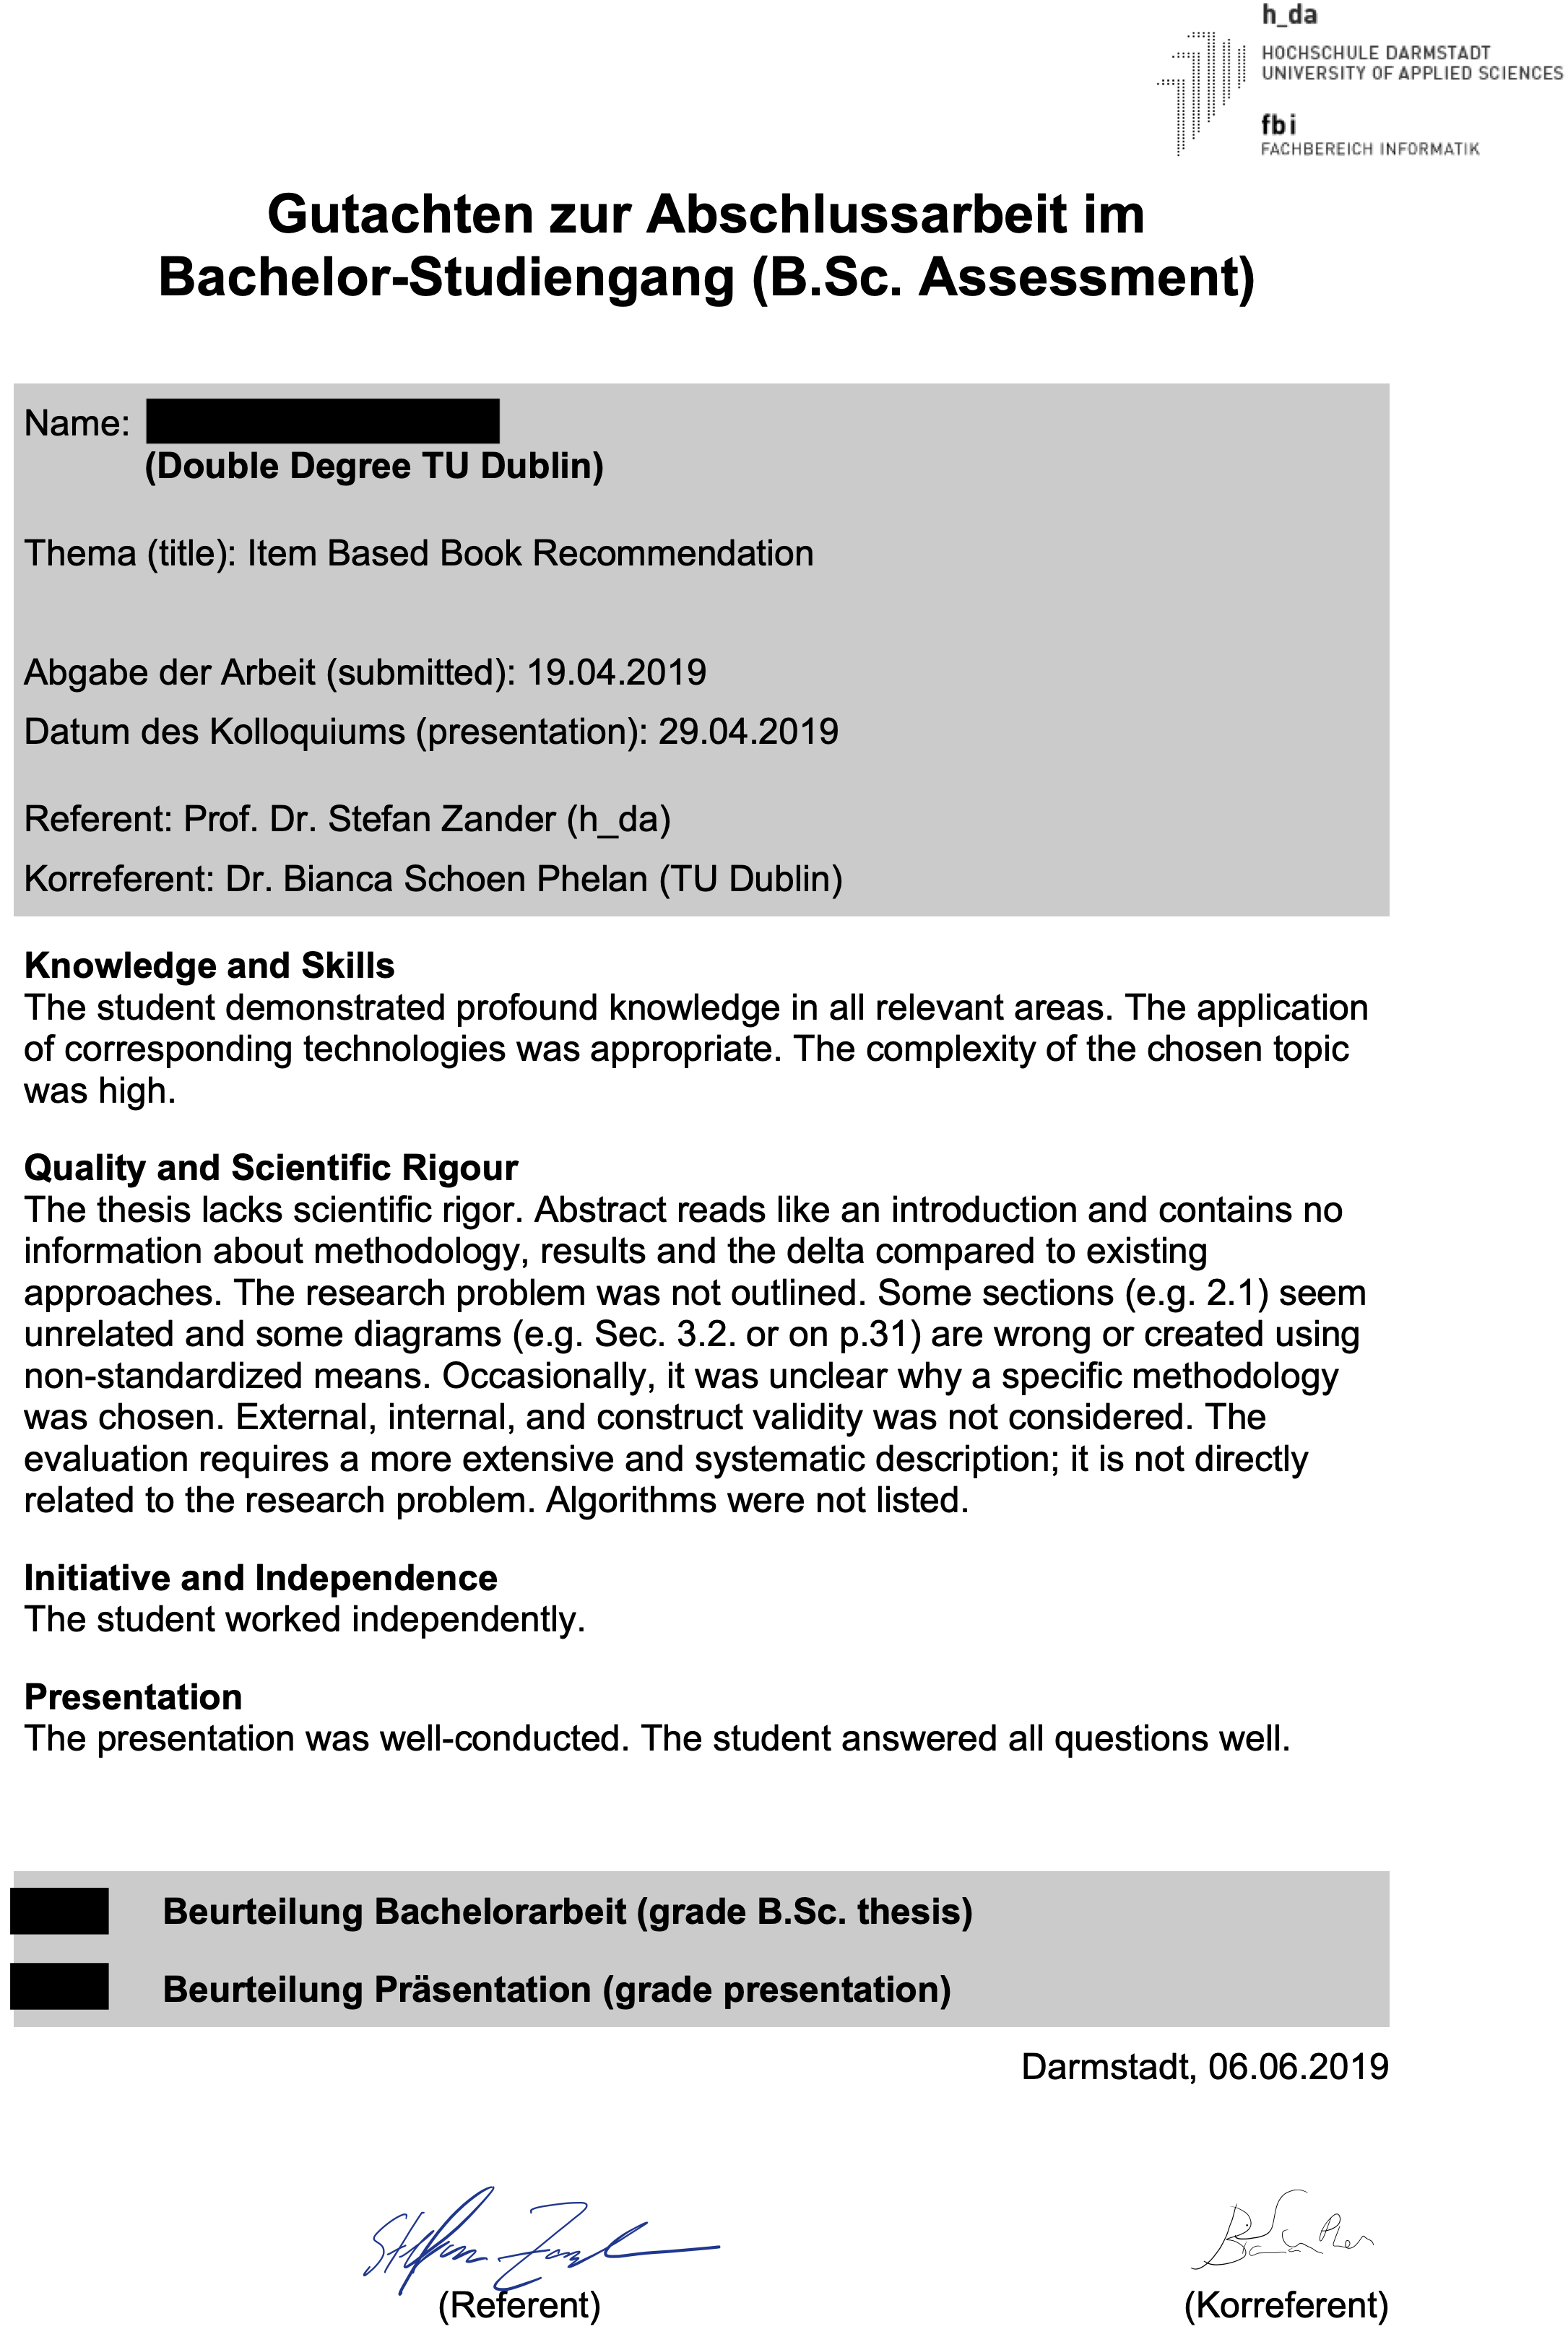 h_da
HOCHSCHULE DARMSTADT
UNIVERSITY OF APPLIED SCIENCES
fbi
FACHBEREICH INFORMATIK
Gutachten zur Abschlussarbeit im
Bachelor-Studiengang (B.Sc. Assessment)
Name:
(Double Degree TU Dublin)
Thema (title): Item Based Book Recommendation
Abgabe der Arbeit (submitted): 19.04.2019
Datum des Kolloquiums (presentation): 29.04.2019
Referent: Prof. Dr. Stefan Zander (h_da)
Korreferent: Dr. Bianca Schoen Phelan (TU Dublin)
Knowledge and Skills
The student demonstrated profound knowledge in all relevant areas. The application
of corresponding technologies was appropriate. The complexity of the chosen topic
was high.
Quality and Scientific Rigour
The thesis lacks scientific rigor. Abstract reads like an introduction and contains no
information about methodology, results and the delta compared to existing
approaches. The research problem was not outlined. Some sections (e.g. 2.1) seem
unrelated and some diagrams (e.g. Sec. 3.2. or on p.31) are wrong or created using
non-standardized means. Occasionally, it was unclear why a specific methodology
was chosen. External, internal, and construct validity was not considered. The
evaluation requires a more extensive and systematic description; it is not directly
related to the research problem. Algorithms were not listed.
Initiative and Independence
The student worked independently.
Presentation
The presentation was well-conducted. The student answered all questions well.
Beurteilung Bachelorarbeit (grade B.Sc. thesis)
Beurteilung Präsentation (grade presentation)
Darmstadt, 06.06.2019
Stefan Zander
(Referent)
(Korreferent)